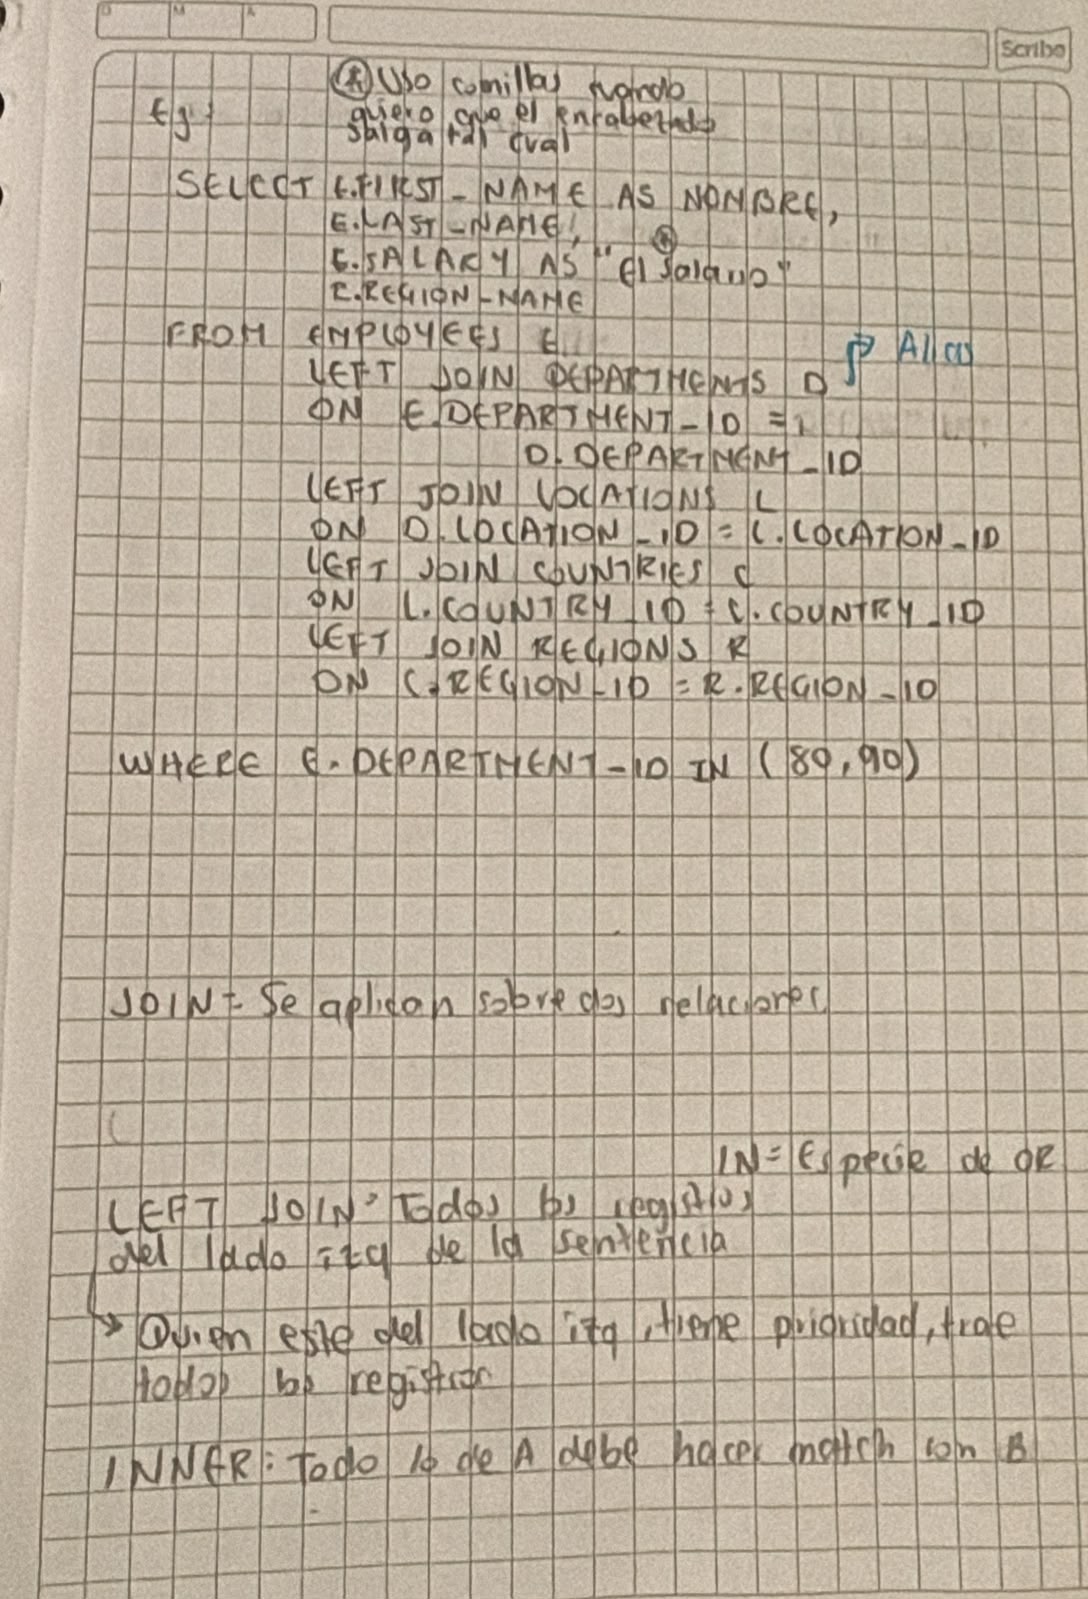 D M A
Scribe
Ⓡ Uso comillas cuando
quiero que el encabezado
salga tal cual
Ej:
SELECT E.FIRST_NAME AS NOMBRE,
E.LAST_NAME,
E.SALARY AS "El Salario" Ⓡ
R.REGION_NAME
FROM EMPLOYEES E
Alias
LEFT JOIN DEPARTMENTS D
ON E.DEPARTMENT_ID =
D.DEPARTMENT_ID
LEFT JOIN LOCATIONS L
ON D.LOCATION_ID = L.LOCATION_ID
LEFT JOIN COUNTRIES C
ON L.COUNTRY_ID = C.COUNTRY_ID
LEFT JOIN REGIONS R
ON C.REGION_ID = R.REGION_ID
WHERE E.DEPARTMENT_ID IN (80,90)
JOIN = Se aplican sobre dos relaciones
IN = Especie de OR
LEFT JOIN: Todos los registros
del lado izq de la sentencia
→ Quien este del lado izq, tiene prioridad, trae
todos los registros
INNER: Todo lo de A debe hacer match con B